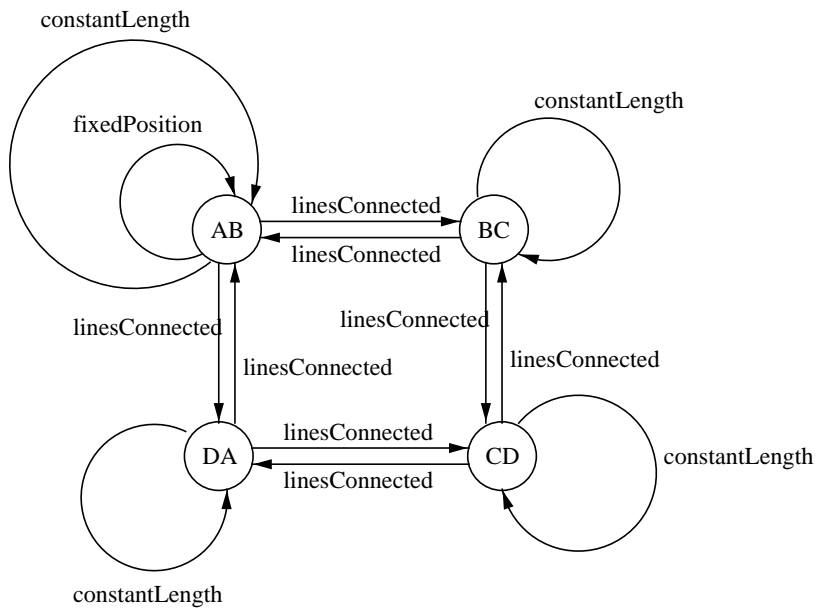 constantLength
constantLength
fixedPosition
linesConnected
AB
BC
linesConnected
linesConnected
linesConnected
linesConnected
linesConnected
linesConnected
DA
CD
constantLength
linesConnected
constantLength